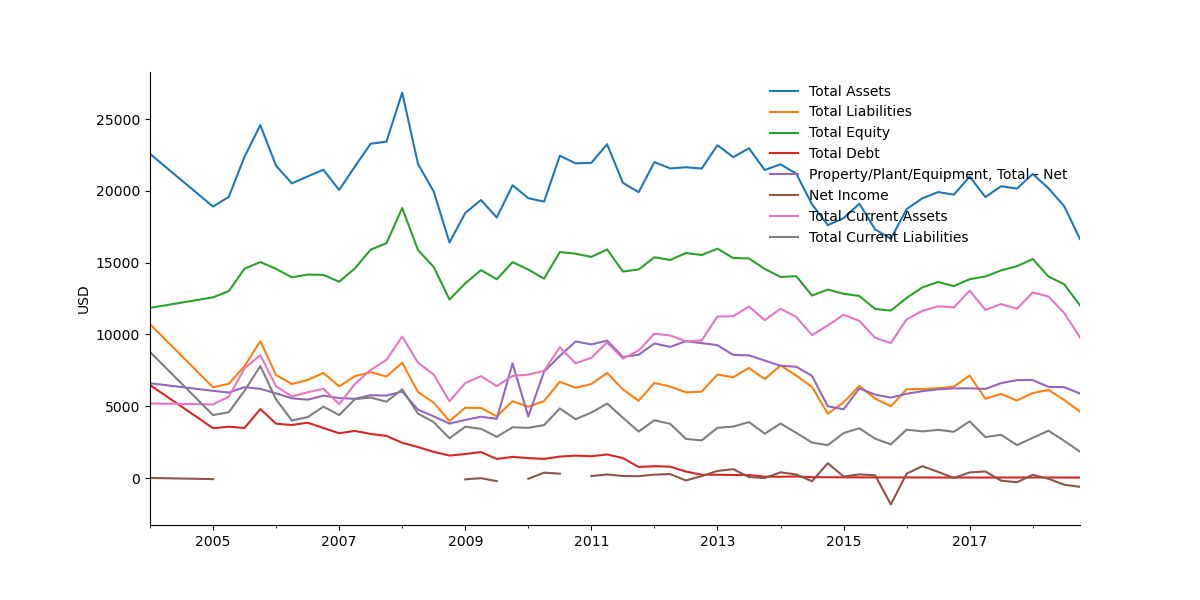 25000
20000
15000
10000
5000
0
USD
Total Assets
Total Liabilities
Total Equity
Total Debt
Property/Plant/Equipment, Total - Net
Net Income
Total Current Assets
Total Current Liabilities
2005 2007 2009 2011 2013 2015 2017